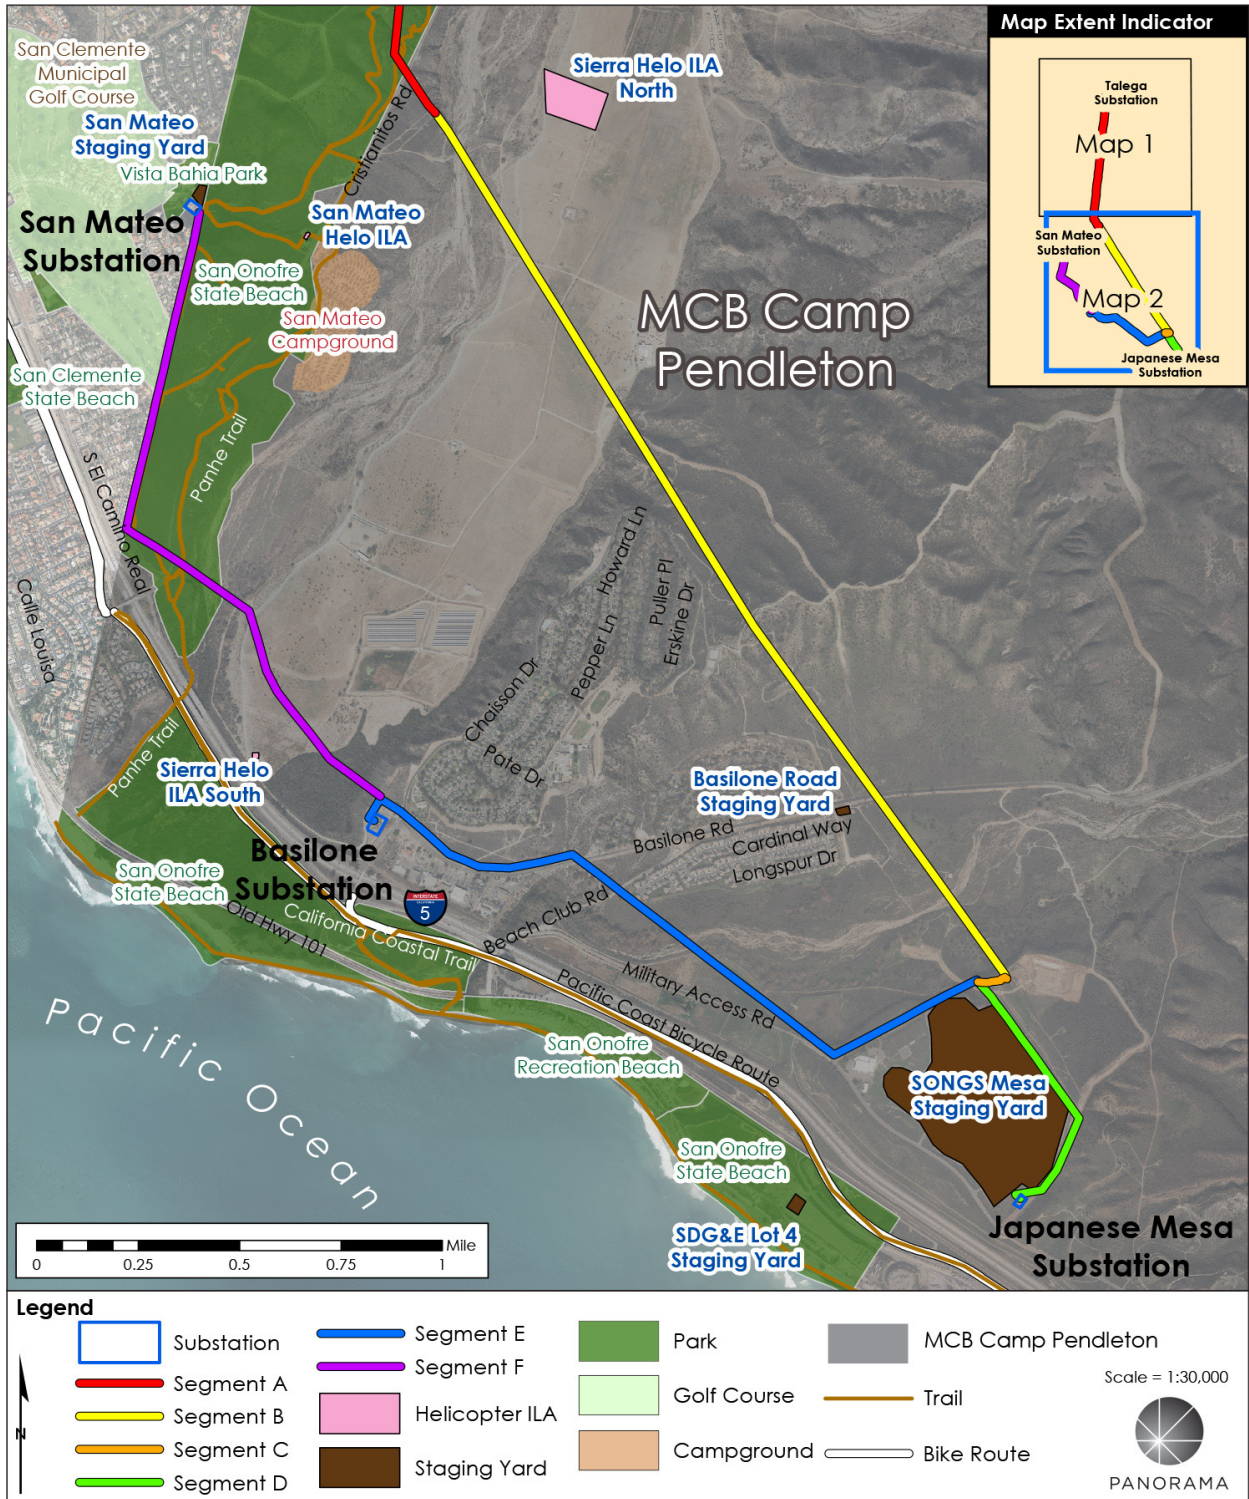 Map Extent Indicator
Talega
Substation
Map 1
San Mateo
Substation
Map 2
Japanese Mesa
Substation
San Clemente
Municipal
Golf Course
San Mateo
Staging Yard
Vista Bahia Park
San Mateo
Substation
Cristianitos Rd
Sierra Helo ILA
North
San Mateo
Helo ILA
San Onofre
State Beach
San Mateo
Campground
MCB Camp
Pendleton
San Clemente
State Beach
Panhe Trail
S El Camino Real
Calle Louisa
Howard Ln
Puller Pl
Erskine Dr
Pepper Ln
Chaisson Dr
Pate Dr
Panhe Trail
Sierra Helo
ILA South
Basilone Road
Staging Yard
Basilone Rd
Cardinal Way
Longspur Dr
Basilone
Substation
San Onofre
State Beach
INTERSTATE
CALIFORNIA
5
Old Hwy 101
California Coastal Trail
Beach Club Rd
Military Access Rd
Pacific Coast Bicycle Route
Pacific Ocean
San Onofre
Recreation Beach
SONGS Mesa
Staging Yard
San Onofre
State Beach
SDG&E Lot 4
Staging Yard
Japanese Mesa
Substation
Mile
0 0.25 0.5 0.75 1
Legend
N
Substation
Segment A
Segment B
Segment C
Segment D
Segment E
Segment F
Helicopter ILA
Staging Yard
Park
Golf Course
Campground
MCB Camp Pendleton
Trail
Bike Route
Scale = 1:30,000
PANORAMA